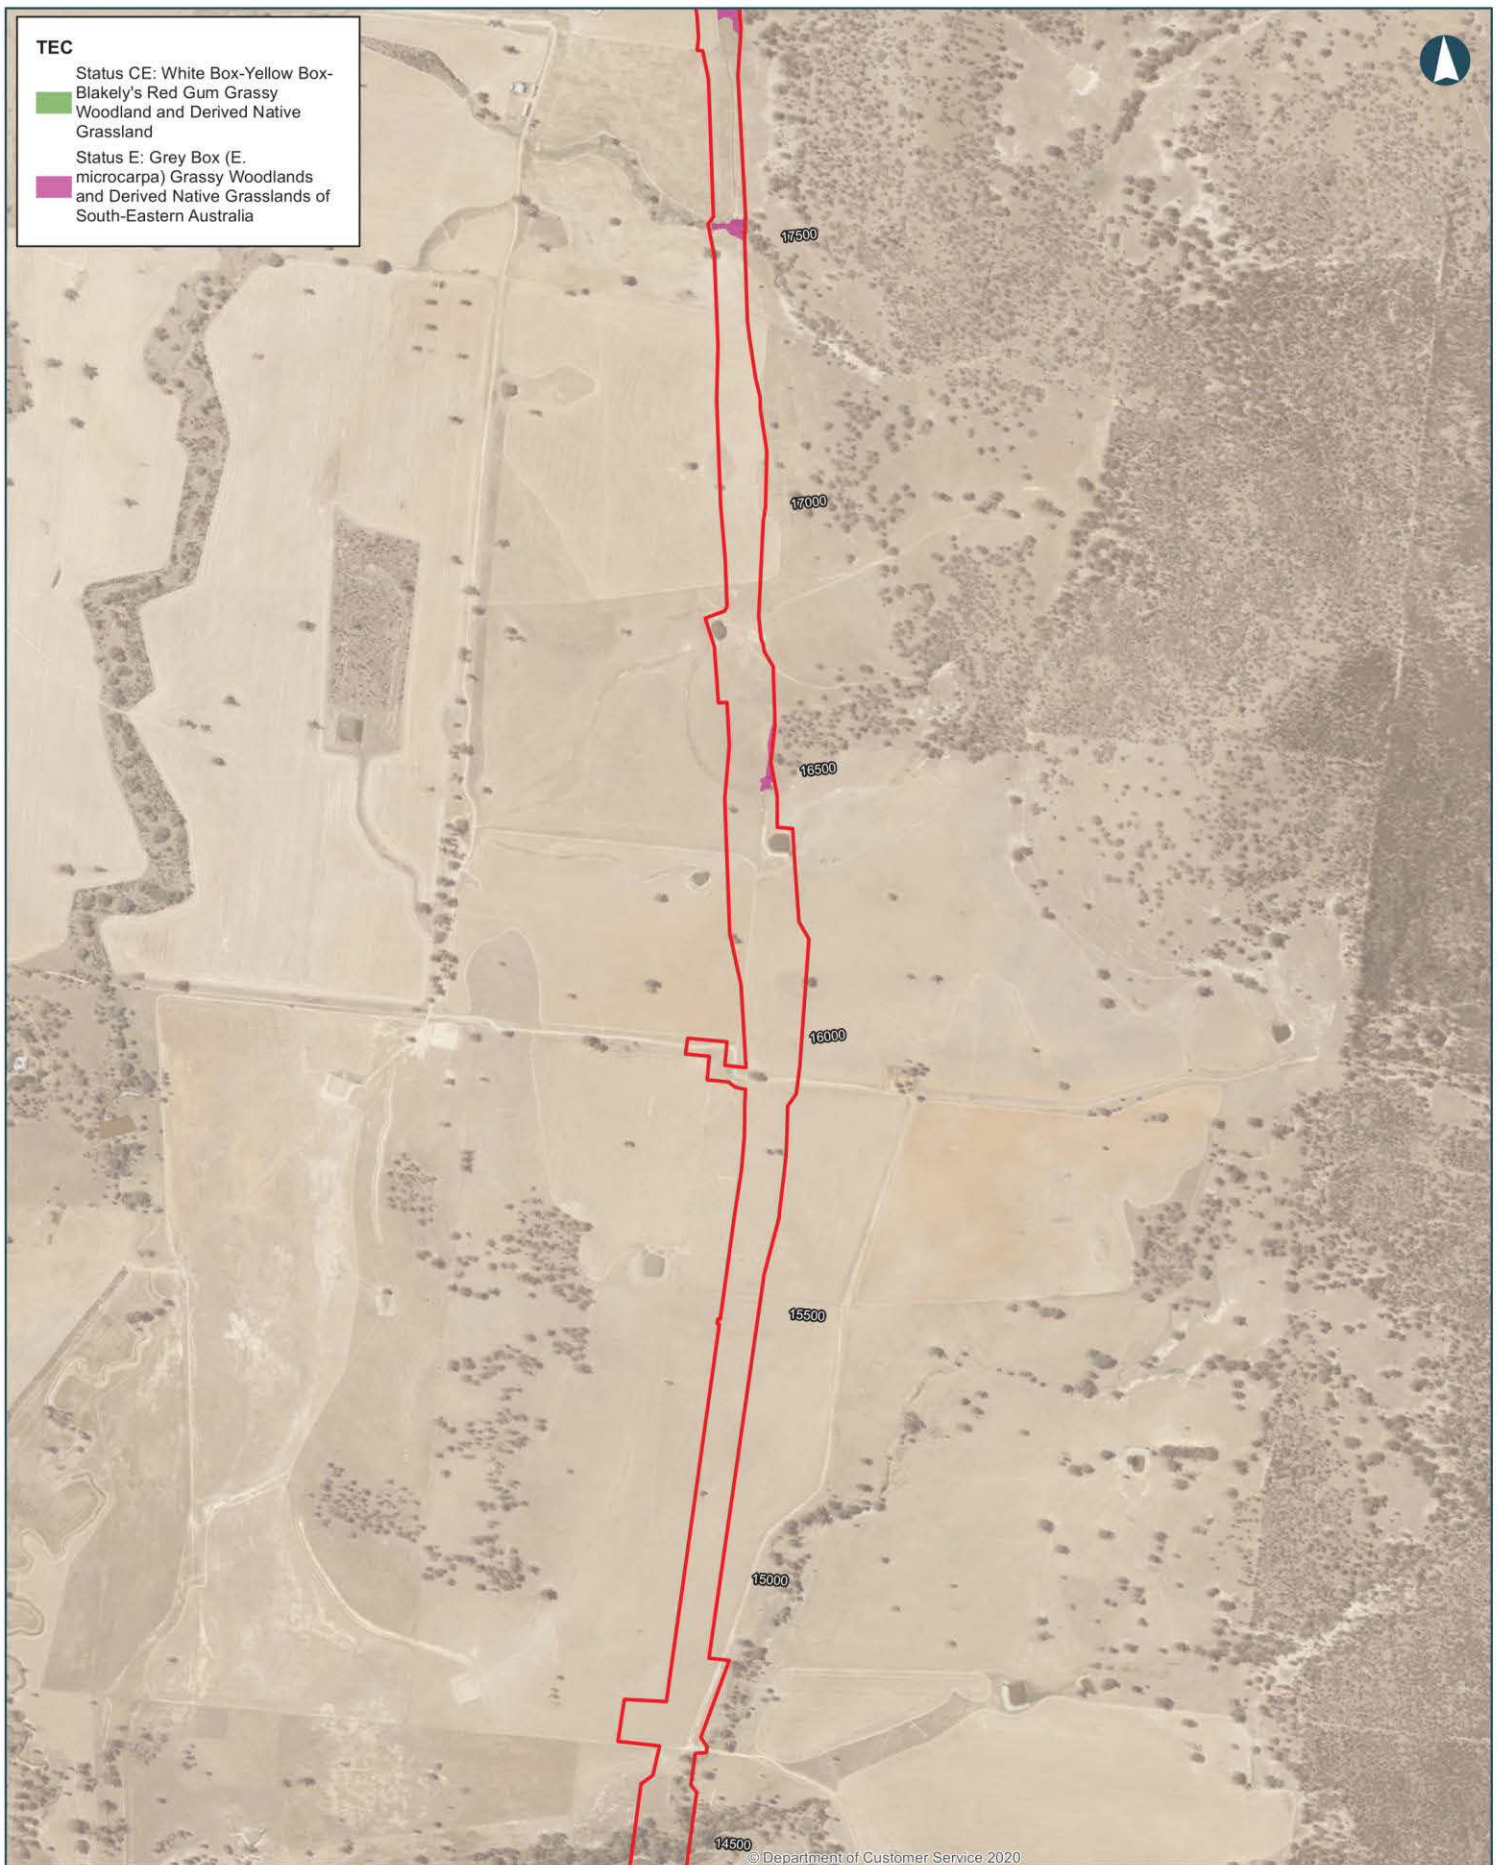 TEC
Status CE: White Box-Yellow Box-
Blakely's Red Gum Grassy
Woodland and Derived Native
Grassland
Status E: Grey Box (E.
microcarpa) Grassy Woodlands
and Derived Native Grasslands of
South-Eastern Australia
17500
17000
16500
16000
15500
15000
14500
© Department of Customer Service 2020